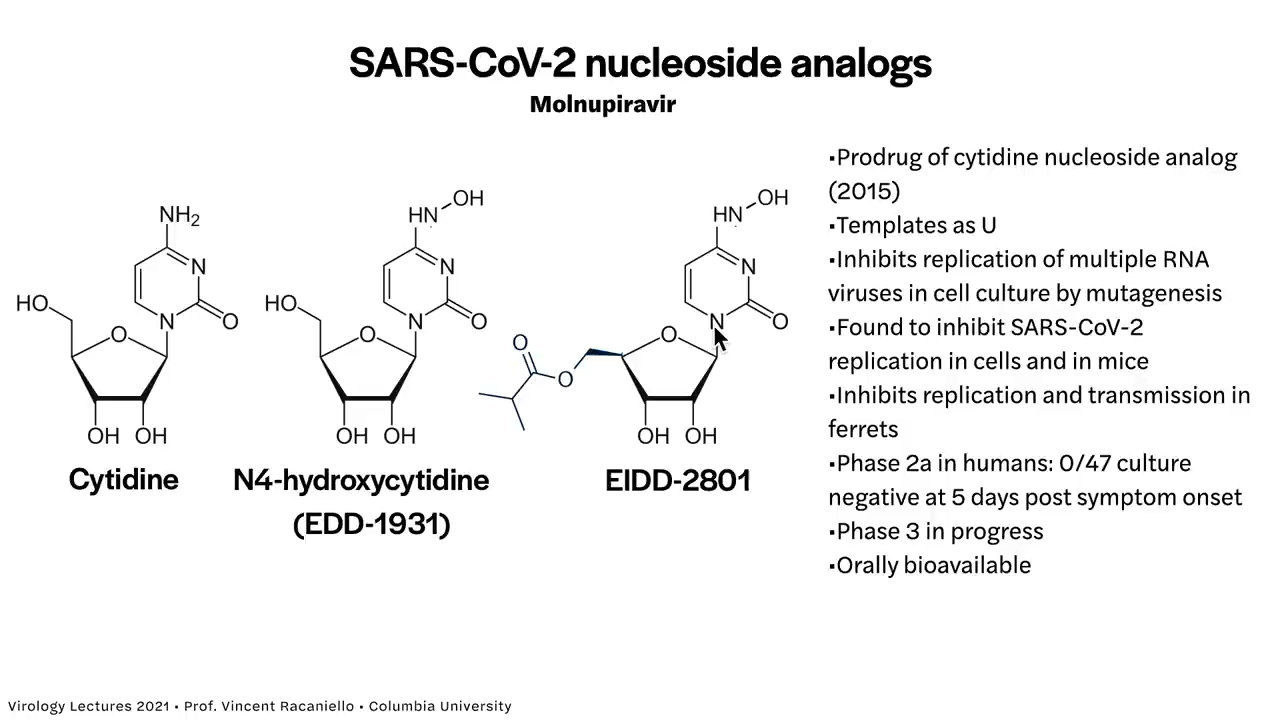 SARS-CoV-2 nucleoside analogs
Molnupiravir
NH2
N
N
O
HO
O
OH OH
Cytidine
HN OH
N
N
O
HO
O
OH OH
N4-hydroxycytidine
(EDD-1931)
HN OH
N
N
O
O
O
O
OH OH
EIDD-2801
▪Prodrug of cytidine nucleoside analog
(2015)
▪Templates as U
▪Inhibits replication of multiple RNA
viruses in cell culture by mutagenesis
▪Found to inhibit SARS-CoV-2
replication in cells and in mice
▪Inhibits replication and transmission in
ferrets
▪Phase 2a in humans: 0/47 culture
negative at 5 days post symptom onset
▪Phase 3 in progress
▪Orally bioavailable
Virology Lectures 2021 • Prof. Vincent Racaniello • Columbia University